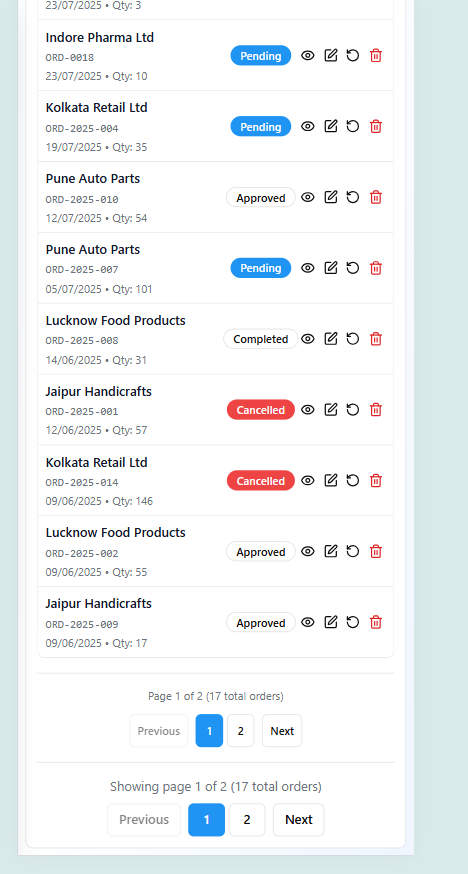 23/07/2025 • Qty: 3
Indore Pharma Ltd
ORD-0018
23/07/2025 • Qty: 10
Pending
Kolkata Retail Ltd
ORD-2025-004
19/07/2025 • Qty: 35
Pending
Pune Auto Parts
ORD-2025-010
12/07/2025 • Qty: 54
Approved
Pune Auto Parts
ORD-2025-007
05/07/2025 • Qty: 101
Pending
Lucknow Food Products
ORD-2025-008
14/06/2025 • Qty: 31
Completed
Jaipur Handicrafts
ORD-2025-001
12/06/2025 • Qty: 57
Cancelled
Kolkata Retail Ltd
ORD-2025-014
09/06/2025 • Qty: 146
Cancelled
Lucknow Food Products
ORD-2025-002
09/06/2025 • Qty: 55
Approved
Jaipur Handicrafts
ORD-2025-009
09/06/2025 • Qty: 17
Approved
Page 1 of 2 (17 total orders)
Previous 1 2 Next
Showing page 1 of 2 (17 total orders)
Previous 1 2 Next